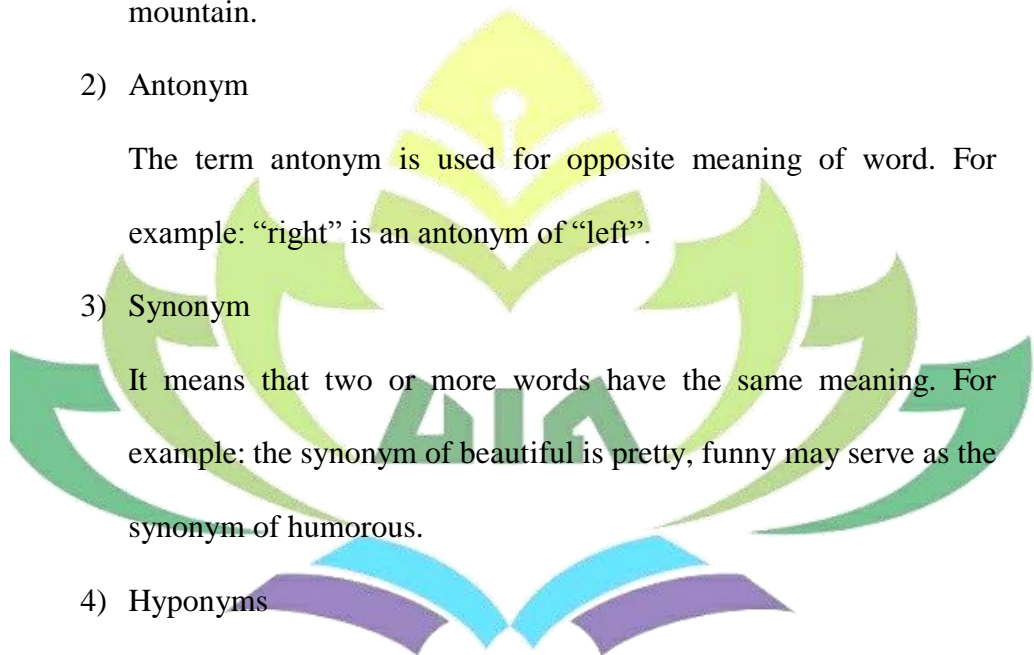 mountain.
2) Antonym
The term antonym is used for opposite meaning of word. For
example: “right” is an antonym of “left”.
3) Synonym
It means that two or more words have the same meaning. For
example: the synonym of beautiful is pretty, funny may serve as the
synonym of humorous.
4) Hyponyms